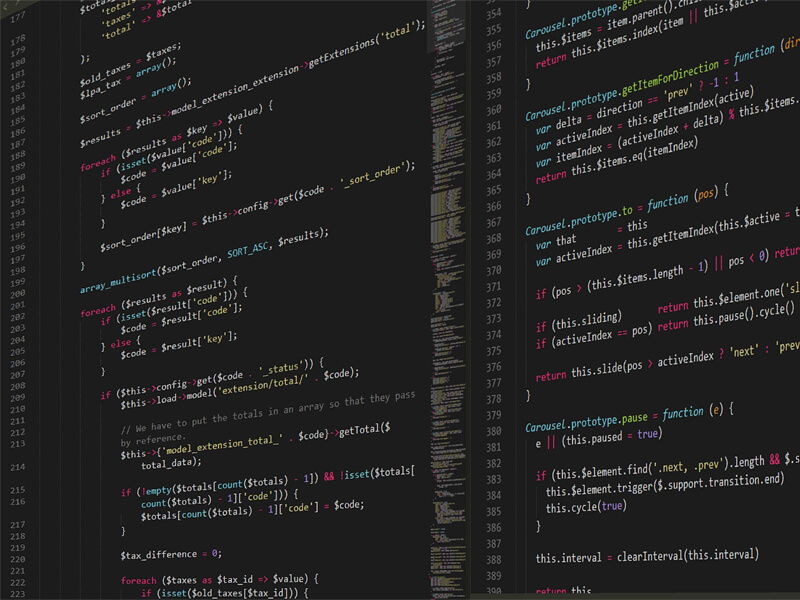 177
$tota
'totals' => &$
'taxes' => &$
'total' => &$total
178
179 );
180
181 $old_taxes = $taxes;
182 $lpa_tax = array();
183
184 $sort_order = array();
185
186 $results = $this->model_extension_extension->getExtensions('total');
187
188 foreach ($results as $key => $value) {
189 if (isset($value['code'])) {
190 $code = $value['code'];
191 } else {
192 $code = $value['key'];
193 }
194
195 $sort_order[$key] = $this->config->get($code . '_sort_order');
196 }
197
198 array_multisort($sort_order, SORT_ASC, $results);
199
200 foreach ($results as $result) {
201 if (isset($result['code'])) {
202 $code = $result['code'];
203 } else {
204 $code = $result['key'];
205 }
206
207 if ($this->config->get($code . '_status')) {
208 $this->load->model('extension/total/' . $code);
209
210 // We have to put the totals in an array so that they pass
by reference.
211 $this->{'model_extension_total_' . $code}->getTotal($
total_data);
212
213
214 if (!empty($totals[count($totals) - 1]) && !isset($totals[
count($totals) - 1]['code'])) {
215 $totals[count($totals) - 1]['code'] = $code;
216 }
217
218 $tax_difference = 0;
219
220 foreach ($taxes as $tax_id => $value) {
221 if (isset($old_taxes[$tax_id])) {
222
223
354 Carousel.prototype.
355 this.$items = item.parent().
356 return this.$items.index(item || this.$
357 }
358
359 Carousel.prototype.getItemForDirection = function (
360 var delta = direction == 'prev' ? -1 : 1
361 var activeIndex = this.getItemIndex(active)
362 var itemIndex = (activeIndex + delta) % this.$items.
363 return this.$items.eq(itemIndex)
364 }
365
366 Carousel.prototype.to = function (pos) {
367 var that = this
368 var activeIndex = this.getItemIndex(this.$active =
369
370 if (pos > (this.$items.length - 1) || pos < 0)
371
372 if (this.sliding) return this.$element.one(
373 if (activeIndex == pos) return this.pause().cycle()
374
375 return this.slide(pos > activeIndex ? 'next' :
376 }
377
378 Carousel.prototype.pause = function (e) {
379 e || (this.paused = true)
380
381 if (this.$element.find('.next, .prev').length &&
382 this.$element.trigger($.support.transition.end)
383 this.cycle(true)
384 }
385
386 this.interval = clearInterval(this.interval)
387
388 return this